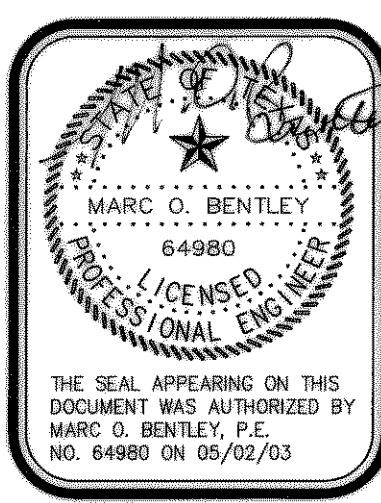 STATE OF TEXAS
MARC O. BENTLEY
64980
LICENSED
PROFESSIONAL ENGINEER
THE SEAL APPEARING ON THIS
DOCUMENT WAS AUTHORIZED BY
MARC O. BENTLEY, P.E.
NO. 64980 ON 05/02/03